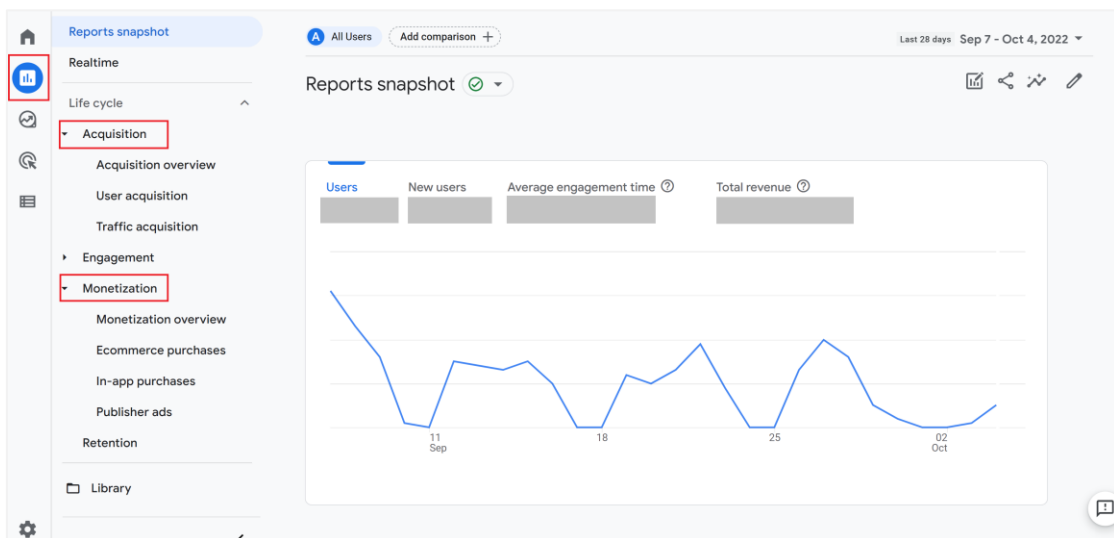 Reports snapshot
Realtime
Life cycle
Acquisition
Acquisition overview
User acquisition
Traffic acquisition
Engagement
Monetization
Monetization overview
Ecommerce purchases
In-app purchases
Publisher ads
Retention
Library
A All Users Add comparison +
Last 28 days Sep 7 - Oct 4, 2022
Reports snapshot
Users New users Average engagement time Total revenue
11 18 25 02
Sep Oct